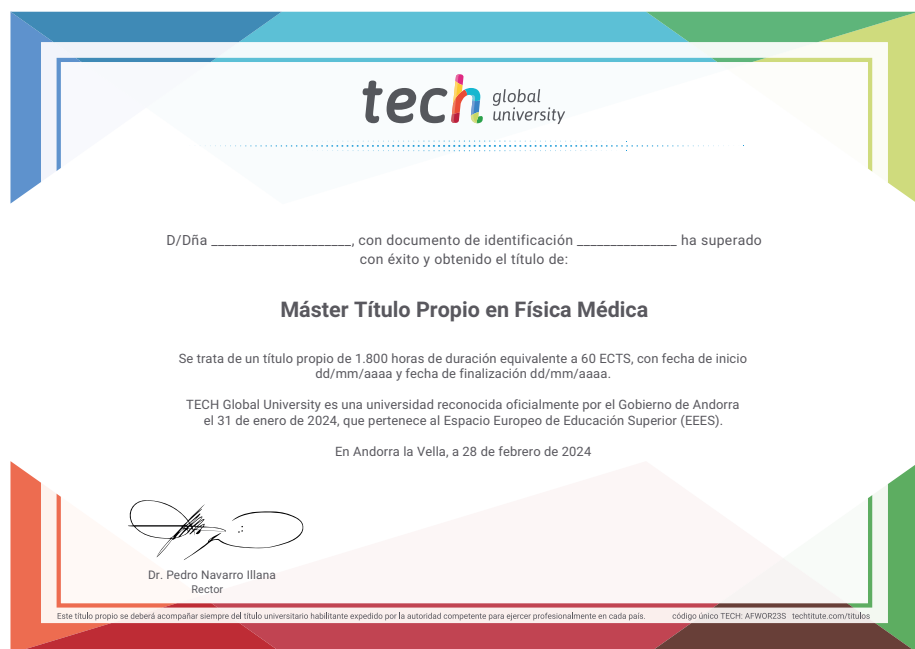 tech global university
D/Dña _____________________, con documento de identificación _______________ ha superado
con éxito y obtenido el título de:
Máster Título Propio en Física Médica
Se trata de un título propio de 1.800 horas de duración equivalente a 60 ECTS, con fecha de inicio
dd/mm/aaaa y fecha de finalización dd/mm/aaaa.
TECH Global University es una universidad reconocida oficialmente por el Gobierno de Andorra
el 31 de enero de 2024, que pertenece al Espacio Europeo de Educación Superior (EEES).
En Andorra la Vella, a 28 de febrero de 2024
Dr. Pedro Navarro Illana
Rector
Este título propio se deberá acompañar siempre del título universitario habilitante expedido por la autoridad competente para ejercer profesionalmente en cada país. código único TECH: AFWOR23S techtitute.com/titulos